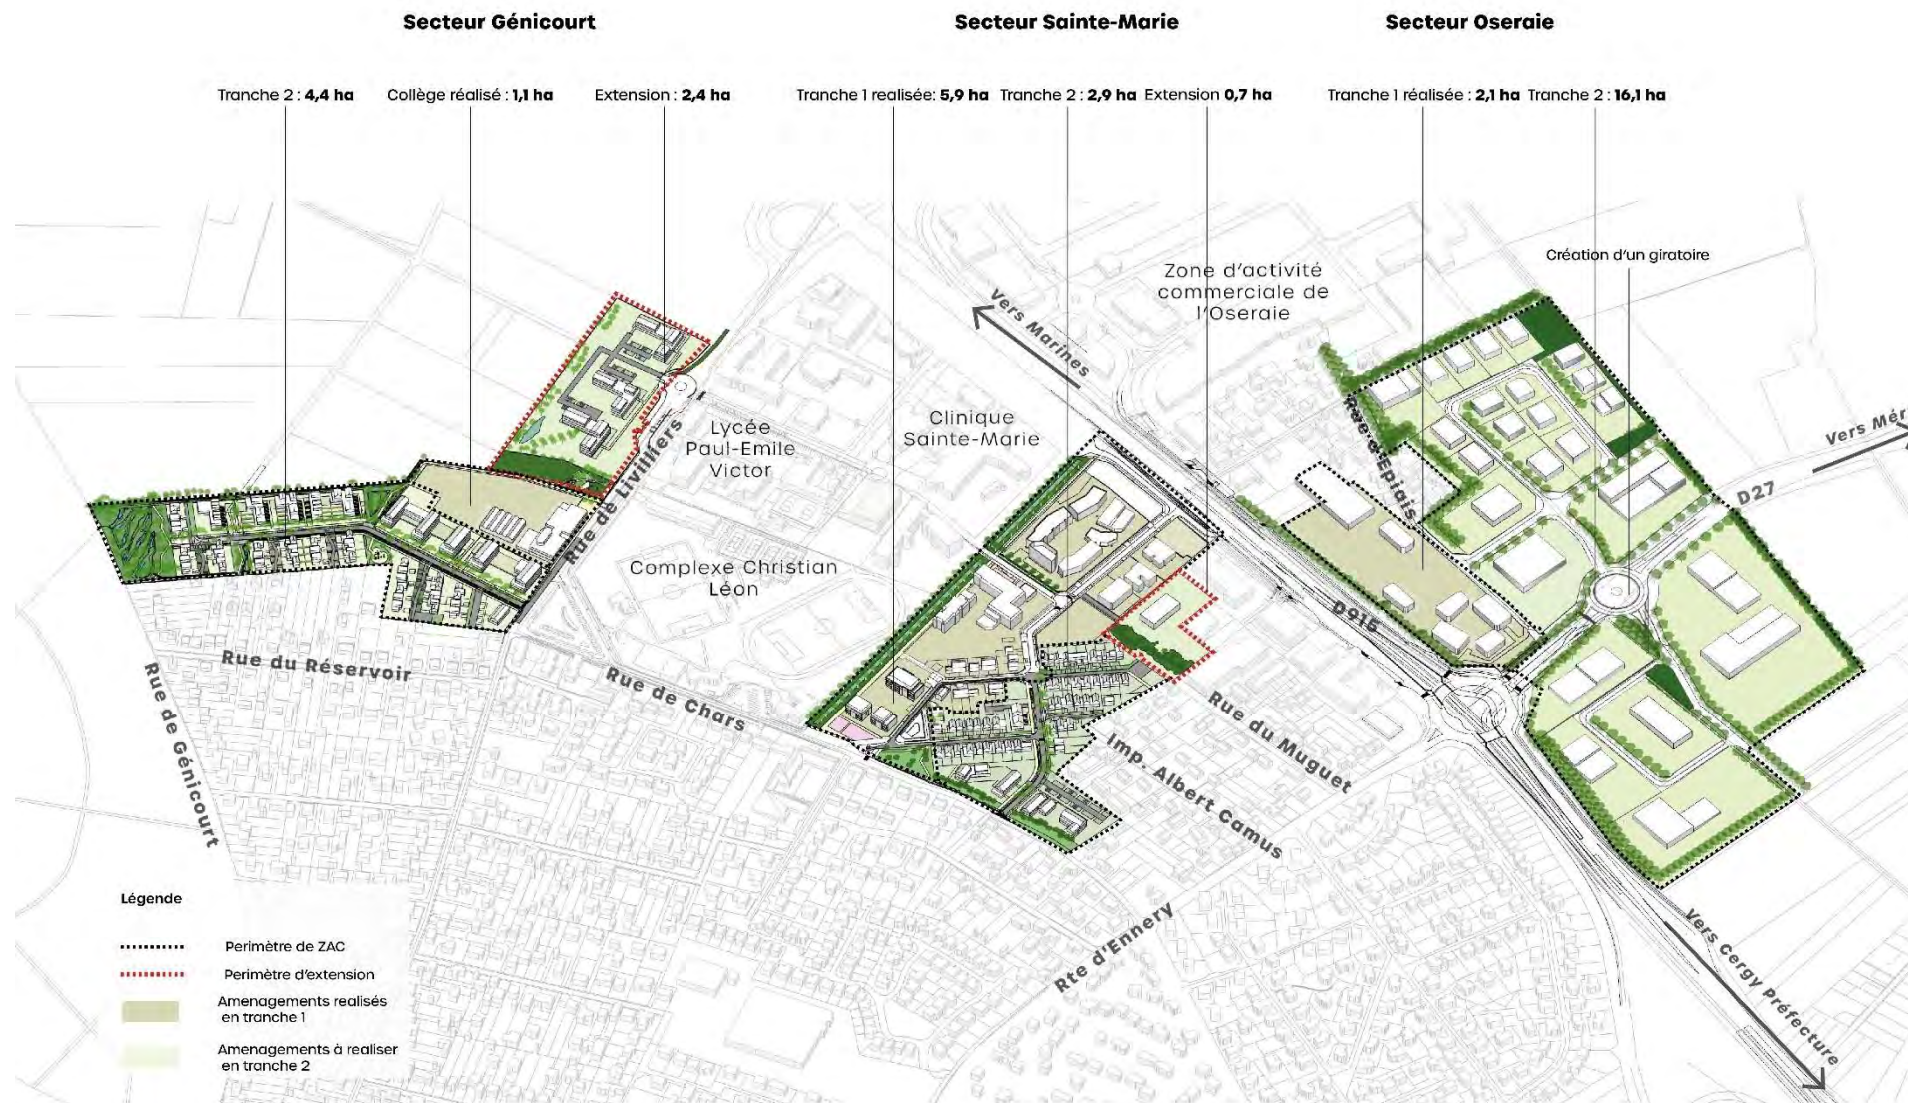 Secteur Génicourt
Secteur Sainte-Marie
Secteur Oseraie
Tranche 2 : 4,4 ha
Collège réalisé : 1,1 ha
Extension : 2,4 ha
Tranche 1 realisée: 5,9 ha
Tranche 2 : 2,9 ha
Extension 0,7 ha
Tranche 1 réalisée : 2,1 ha
Tranche 2 : 16,1 ha
Création d'un giratoire
Zone d'activité
commerciale de
l'Oseraie
Vers Marines
Rue d'Epiais
Vers Mér
D27
Clinique
Sainte-Marie
Lycée
Paul-Emile
Victor
Rue de Livilliers
Complexe Christian
Léon
D915
Rue du Réservoir
Rue de Génicourt
Rue de Chars
Rue du Muguet
Imp. Albert Camus
Rte d'Ennery
Vers Cergy Préfecture
Légende
Perimètre de ZAC
Perimètre d'extension
Amenagements realisés
en tranche 1
Amenagements à realiser
en tranche 2